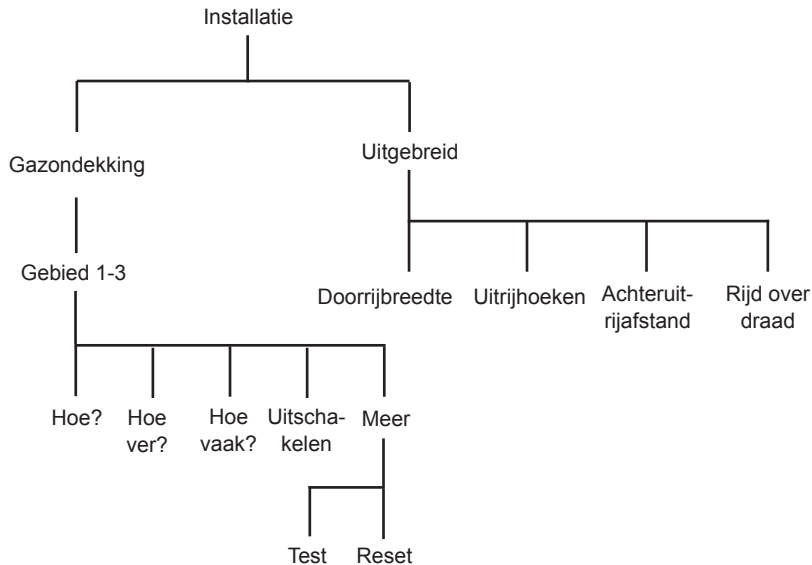 Installatie
Gazondekking
Uitgebreid
Gebied 1-3
Doorrijbreedte
Uitrijhoeken
Achteruit-
rijafstand
Rijd over
draad
Hoe?
Hoe
ver?
Hoe
vaak?
Uitscha-
kelen
Meer
Test
Reset